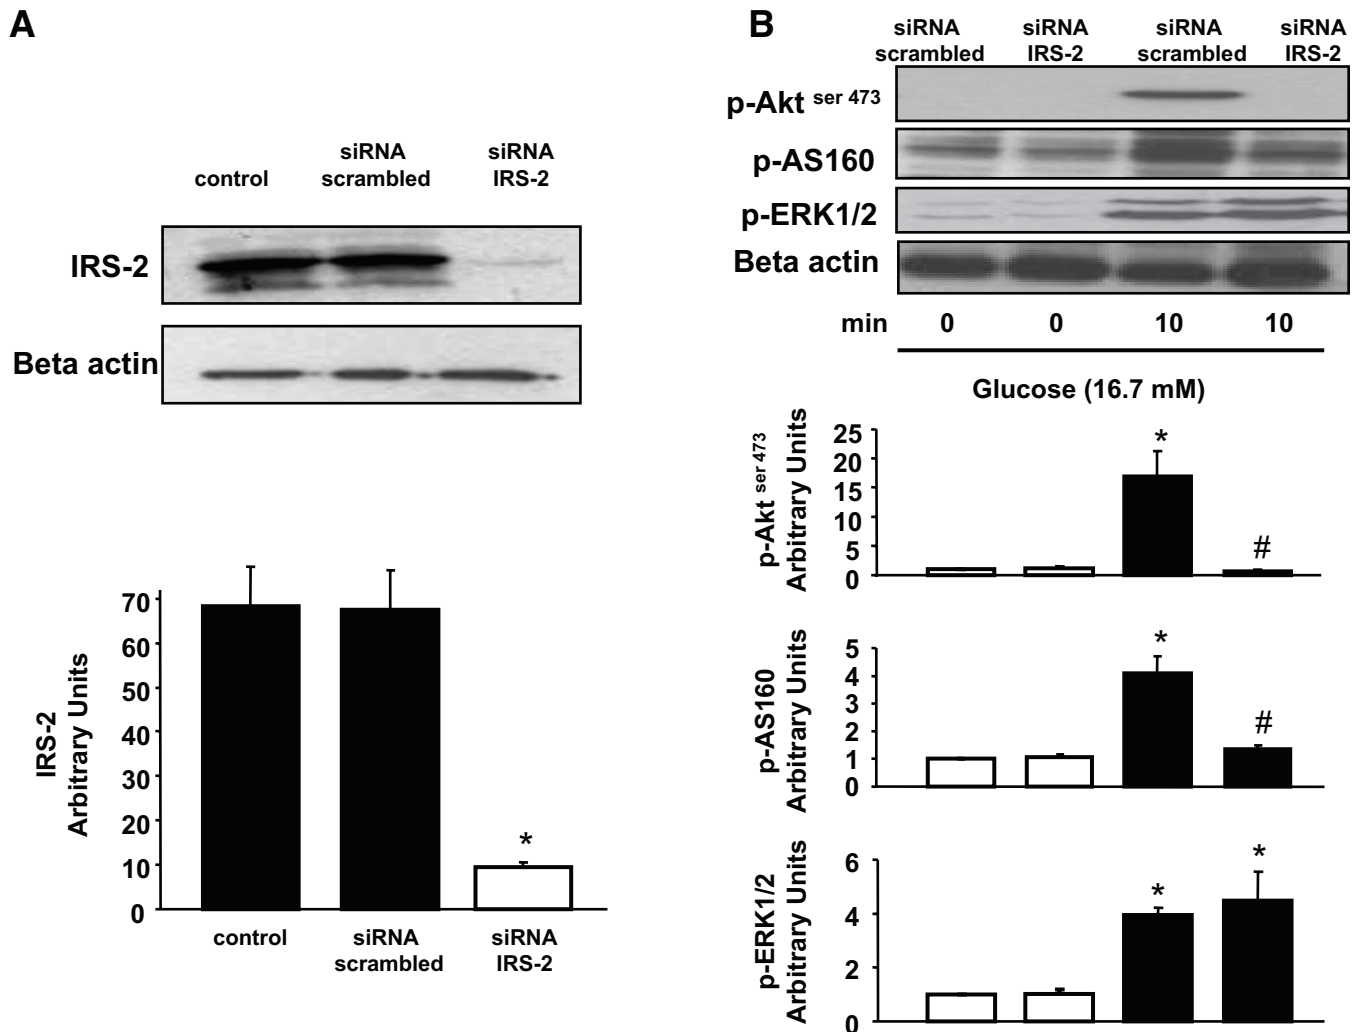 A
control
siRNA
scrambled
siRNA
IRS-2
IRS-2
Beta actin
IRS-2
Arbitrary Units
70
60
50
40
30
20
10
0
*
control
siRNA
scrambled
siRNA
IRS-2
B
siRNA
scrambled
siRNA
IRS-2
siRNA
scrambled
siRNA
IRS-2
p-Akt ser 473
p-AS160
p-ERK1/2
Beta actin
min 0 0 10 10
Glucose (16.7 mM)
p-Akt ser 473
Arbitrary Units
25
20
15
10
5
0
*
#
p-AS160
Arbitrary Units
5
4
3
2
1
0
*
#
p-ERK1/2
Arbitrary Units
6
4
2
0
*
*